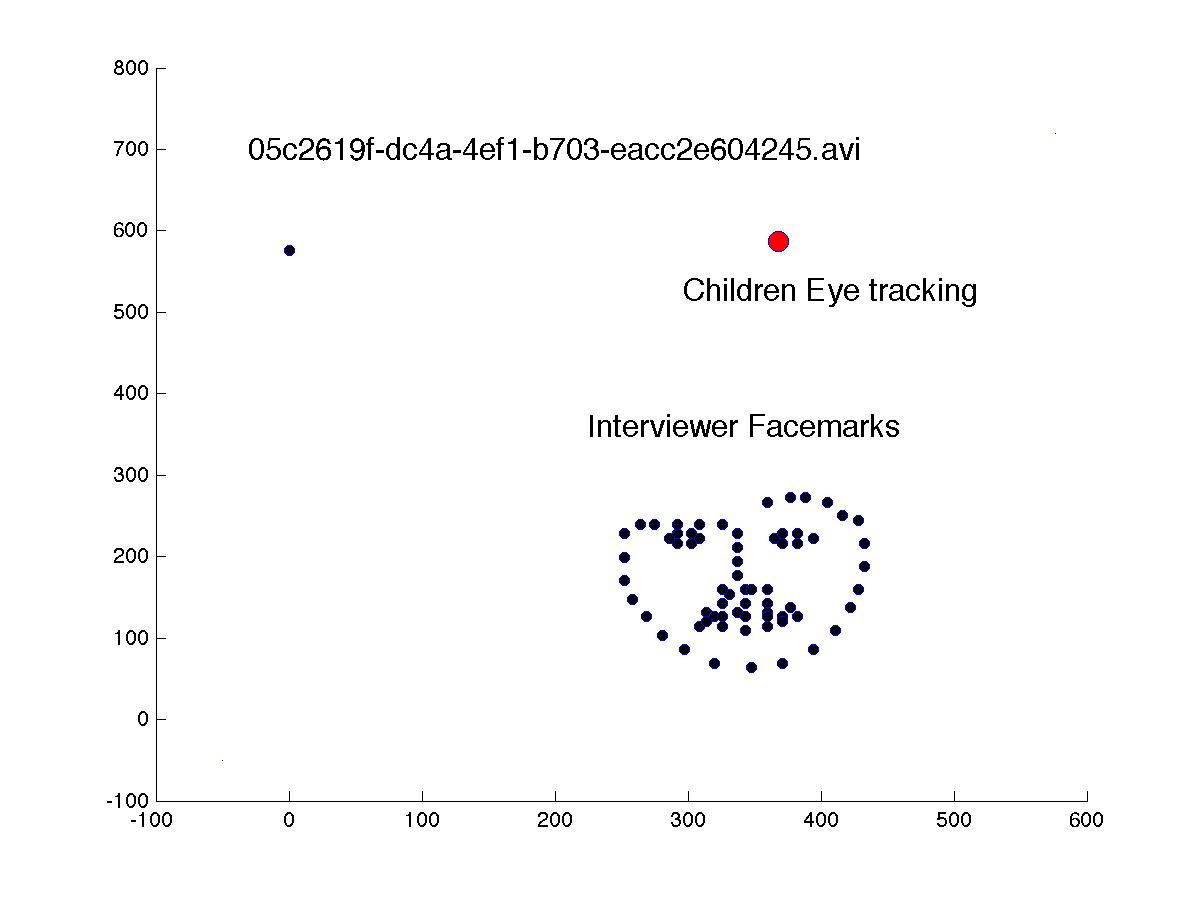 800
700
600
500
400
300
200
100
0
-100
05c2619f-dc4a-4ef1-b703-eacc2e604245.avi
Children Eye tracking
Interviewer Facemarks
-100 0 100 200 300 400 500 600